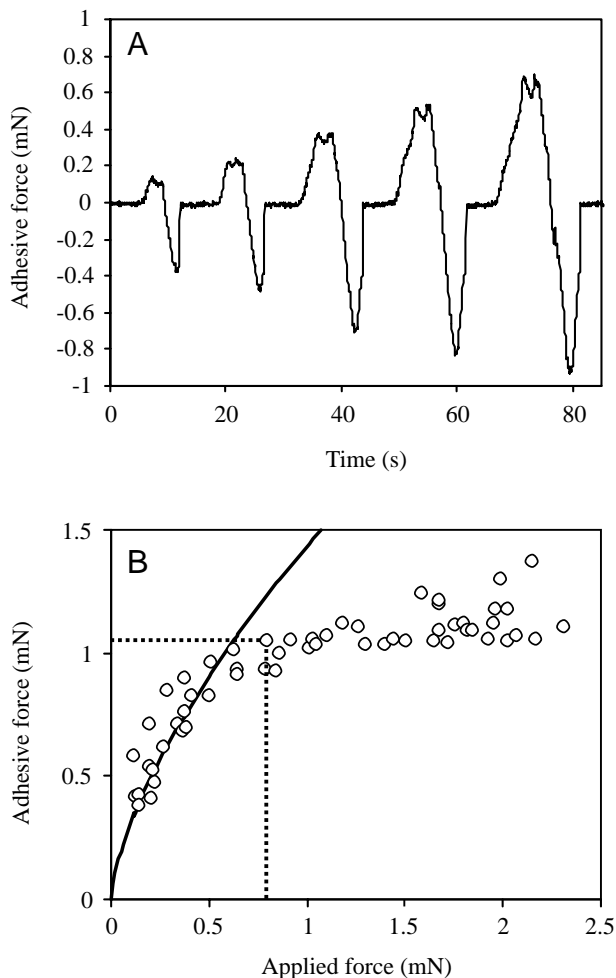 A
Adhesive force (mN)
1
0.8
0.6
0.4
0.2
0
-0.2
-0.4
-0.6
-0.8
-1
0 20 40 60 80
Time (s)
B
Adhesive force (mN)
1.5
1
0.5
0
0 0.5 1 1.5 2 2.5
Applied force (mN)